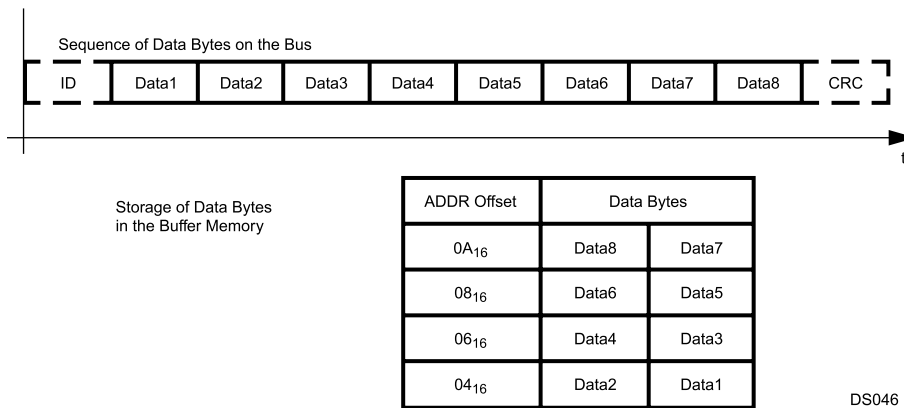 Sequence of Data Bytes on the Bus
ID Data1 Data2 Data3 Data4 Data5 Data6 Data7 Data8 CRC
t
Storage of Data Bytes
in the Buffer Memory
ADDR Offset Data Bytes
0A16 Data8 Data7
0816 Data6 Data5
0616 Data4 Data3
0416 Data2 Data1
DS046